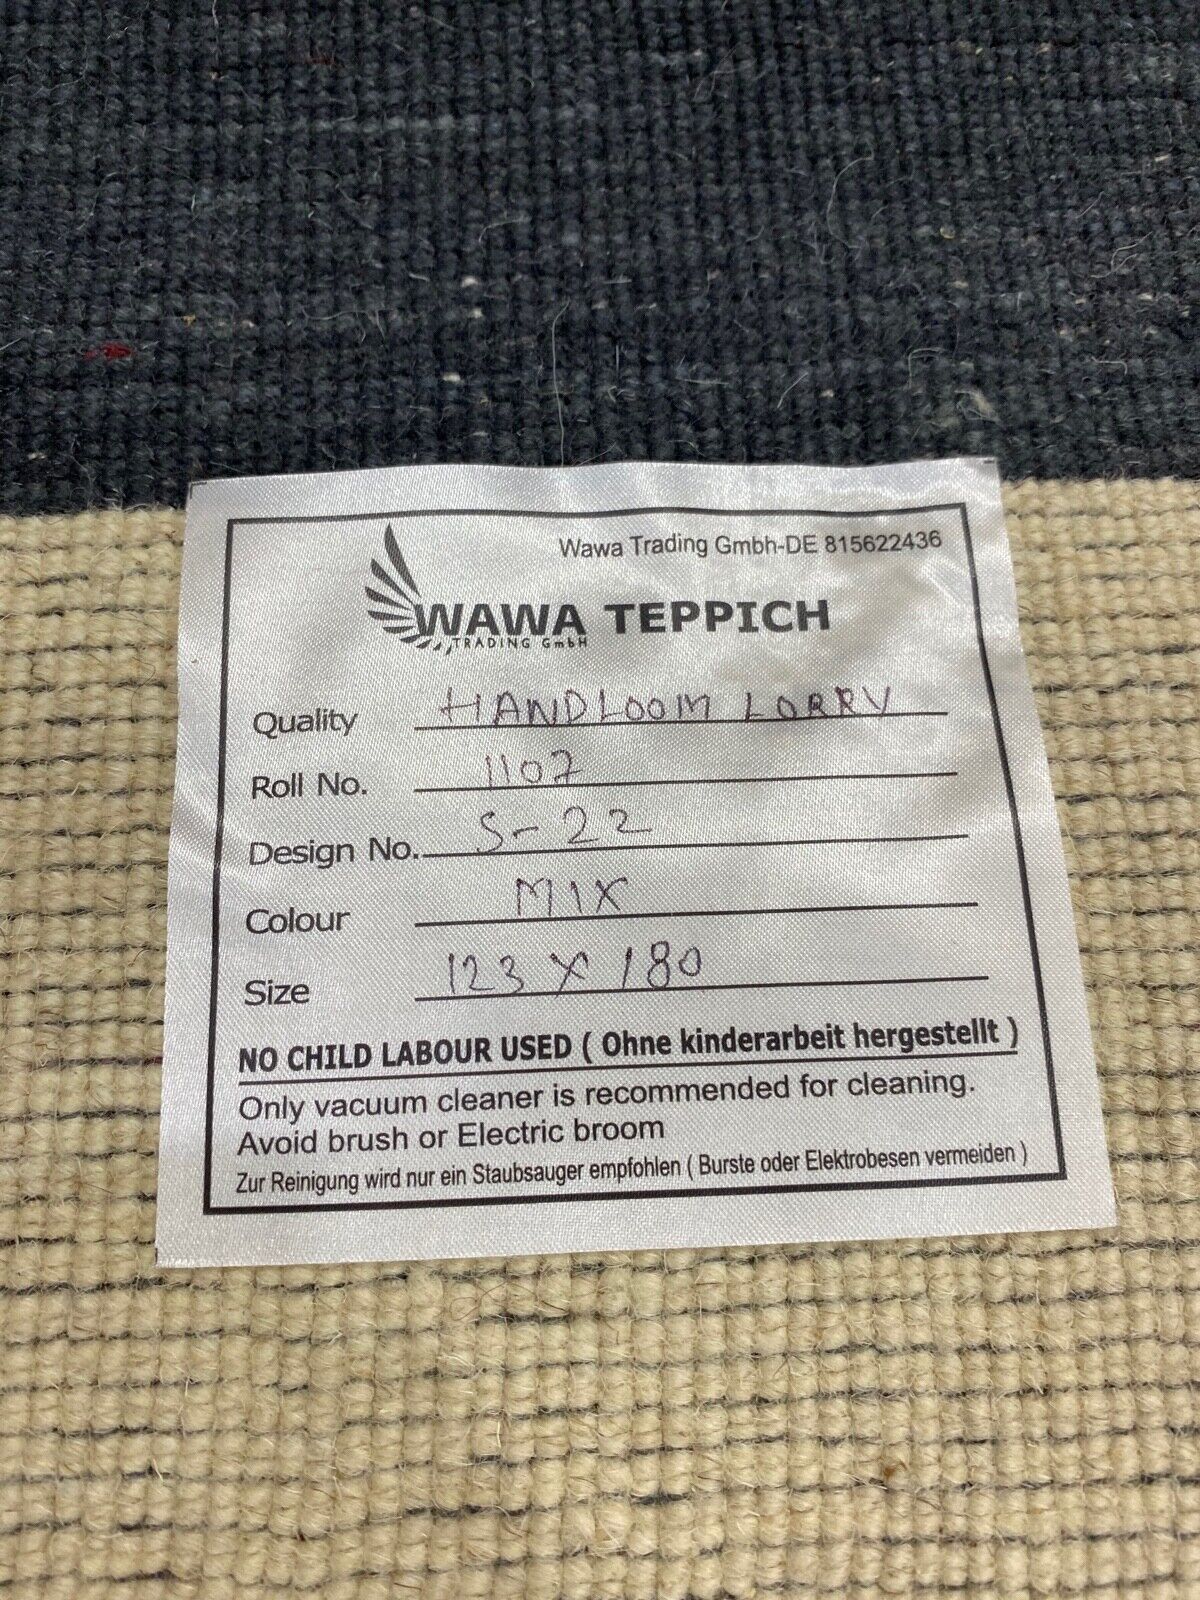 Wawa Trading Gmbh-DE 815622436
WAWA TEPPICH
TRADING GmbH
Quality HANDLOOM LORRV
Roll No. 1107
Design No. S-22
Colour MIX
Size 123 X 180
NO CHILD LABOUR USED ( Ohne kinderarbeit hergestellt )
Only vacuum cleaner is recommended for cleaning.
Avoid brush or Electric broom
Zur Reinigung wird nur ein Staubsauger empfohlen ( Burste oder Elektrobesen vermeiden )